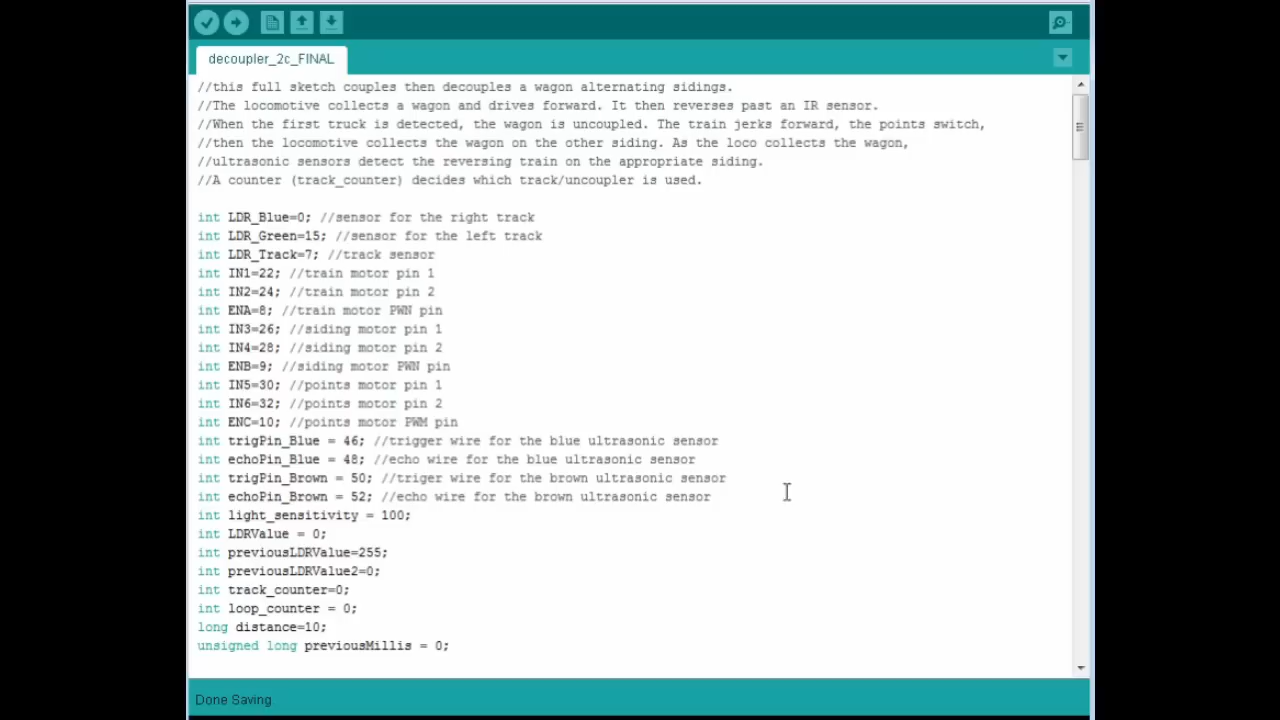 decoupler_2c_FINAL
//this full sketch couples then decouples a wagon alternating sidings.
//The locomotive collects a wagon and drives forward. It then reverses past an IR sensor.
//When the first truck is detected, the wagon is uncoupled. The train jerks forward, the points switch,
//then the locomotive collects the wagon on the other siding. As the loco collects the wagon,
//ultrasonic sensors detect the reversing train on the appropriate siding.
//A counter (track_counter) decides which track/uncoupler is used.
int LDR_Blue=0; //sensor for the right track
int LDR_Green=15; //sensor for the left track
int LDR_Track=7; //track sensor
int IN1=22; //train motor pin 1
int IN2=24; //train motor pin 2
int ENA=8; //train motor PWN pin
int IN3=26; //siding motor pin 1
int IN4=28; //siding motor pin 2
int ENB=9; //siding motor PWN pin
int IN5=30; //points motor pin 1
int IN6=32; //points motor pin 2
int ENC=10; //points motor PWM pin
int trigPin_Blue = 46; //trigger wire for the blue ultrasonic sensor
int echoPin_Blue = 48; //echo wire for the blue ultrasonic sensor
int trigPin_Brown = 50; //triger wire for the brown ultrasonic sensor
int echoPin_Brown = 52; //echo wire for the brown ultrasonic sensor
int light_sensitivity = 100;
int LDRValue = 0;
int previousLDRValue=255;
int previousLDRValue2=0;
int track_counter=0;
int loop_counter = 0;
long distance=10;
unsigned long previousMillis = 0;
Done Saving